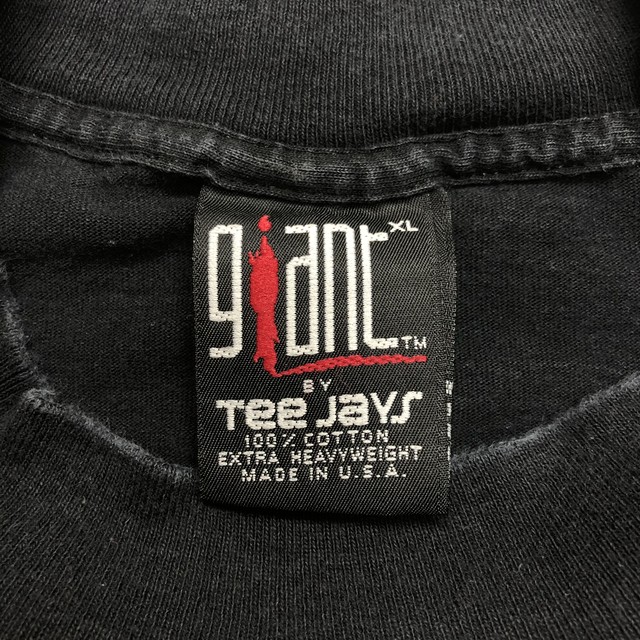 giant XL TM
BY
TEE JAYS
100% COTTON
EXTRA HEAVYWEIGHT
MADE IN U.S.A.